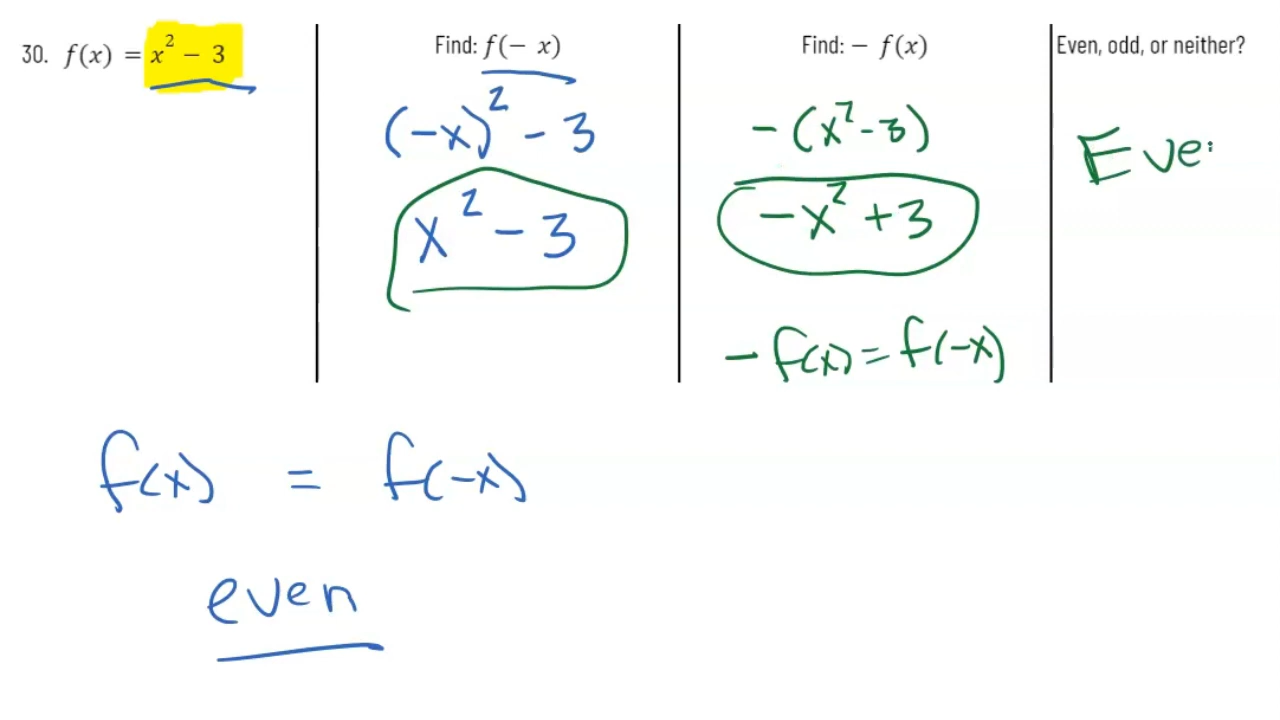 30. f(x) = x² − 3
Find: f(− x)
(-x)² - 3
x² - 3
Find: − f(x)
- (x² - 3)
-x² + 3
- f(x) = f(-x)
Even, odd, or neither?
Eve
f(x) = f(-x)
even